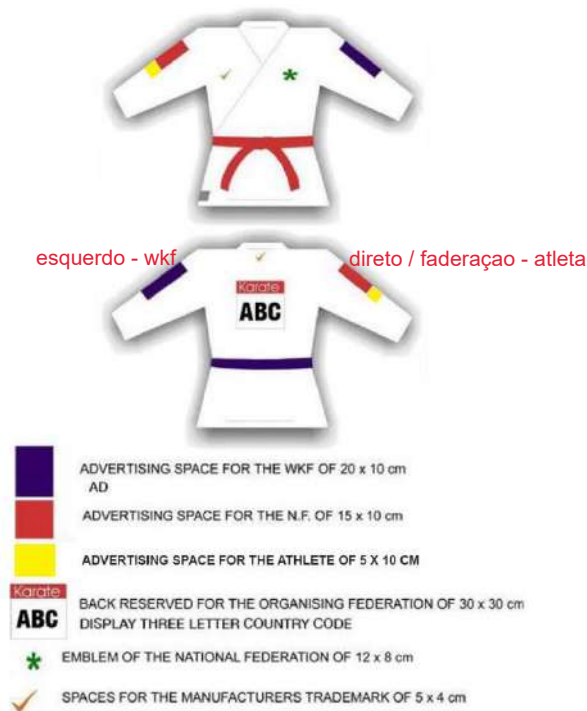 esquerdo - wkf
direto / faderaçao - atleta
Karate
ABC
ADVERTISING SPACE FOR THE WKF OF 20 x 10 cm
AD
ADVERTISING SPACE FOR THE N.F. OF 15 x 10 cm
ADVERTISING SPACE FOR THE ATHLETE OF 5 X 10 CM
Karate
ABC
BACK RESERVED FOR THE ORGANISING FEDERATION OF 30 x 30 cm
DISPLAY THREE LETTER COUNTRY CODE
EMBLEM OF THE NATIONAL FEDERATION OF 12 x 8 cm
SPACES FOR THE MANUFACTURERS TRADEMARK OF 5 x 4 cm